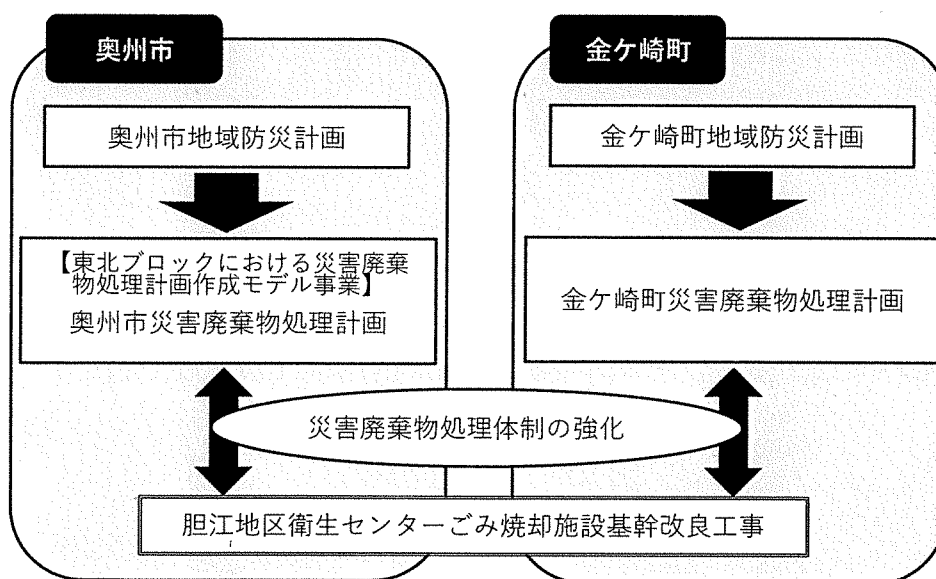 奥州市
奥州市地域防災計画
【東北ブロックにおける災害廃棄
物処理計画作成モデル事業】
奥州市災害廃棄物処理計画
金ケ崎町
金ケ崎町地域防災計画
金ケ崎町災害廃棄物処理計画
災害廃棄物処理体制の強化
胆江地区衛生センターごみ焼却施設基幹改良工事